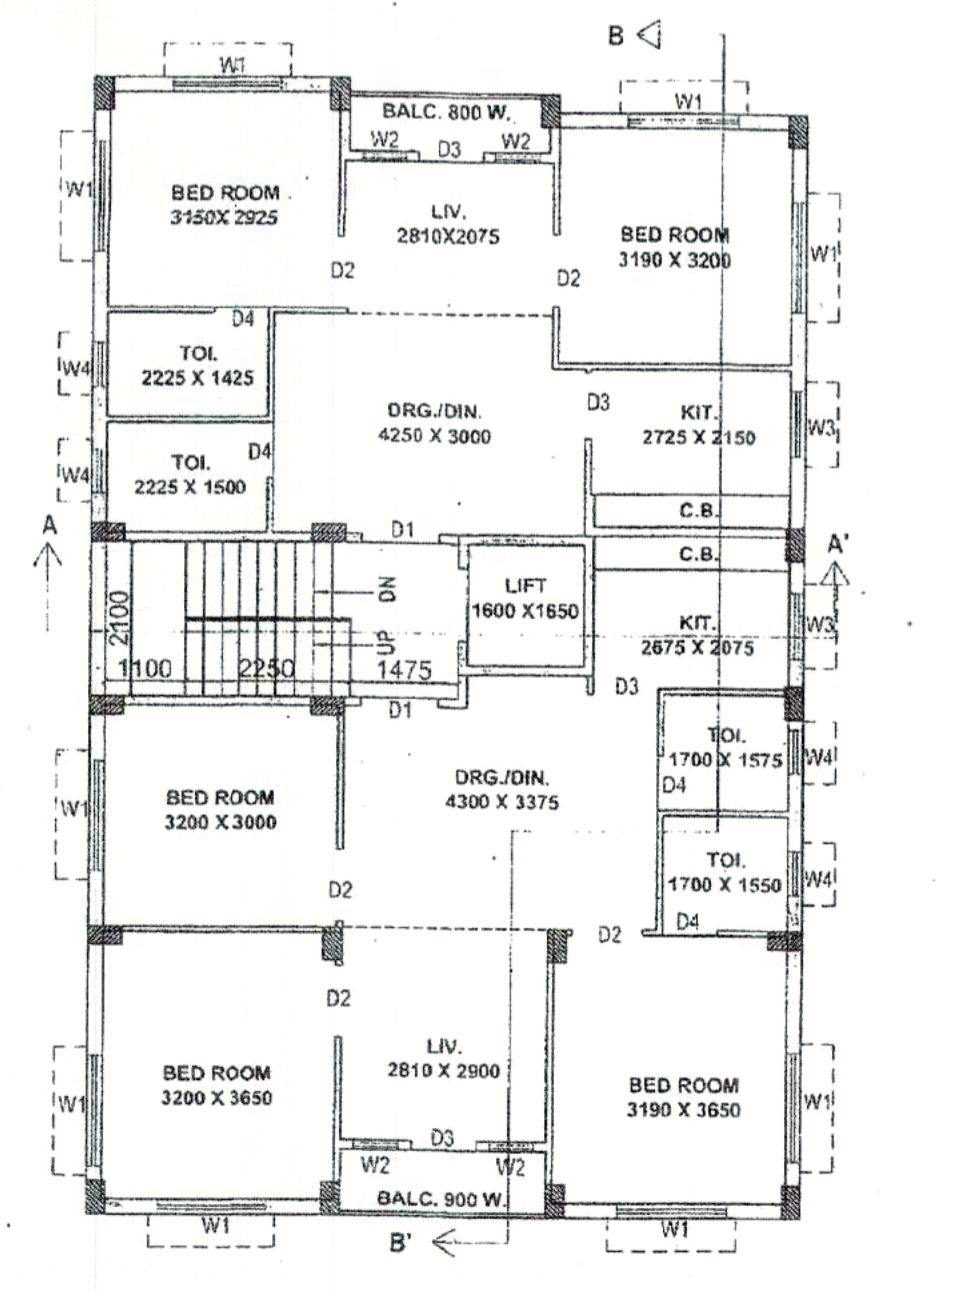 B
W1
W1
BALC. 800 W.
W2
D3
W2
W1
BED ROOM
3150X 2925
LIV.
2810X2075
BED ROOM
3190 X 3200
W1
D2
D2
D4
W4
TOI.
2225 X 1425
D3
DRG./DIN.
4250 X 3000
KIT.
2725 X 2150
W3
W4
D4
TOI.
2225 X 1500
C.B.
A
D1
A'
C.B.
DN
LIFT
1600 X1650
2100
KIT.
2675 X 2075
W3
UP
1100
2250
1475
D3
D1
TOI.
1700 X 1575
W4
D4
DRG./DIN.
4300 X 3375
W1
BED ROOM
3200 X 3000
TOI.
1700 X 1550
W4
D2
D4
D2
D2
LIV.
2810 X 2900
BED ROOM
3200 X 3650
BED ROOM
3190 X 3650
W1
W1
D3
W2
W2
BALC. 900 W.
W1
W1
B'